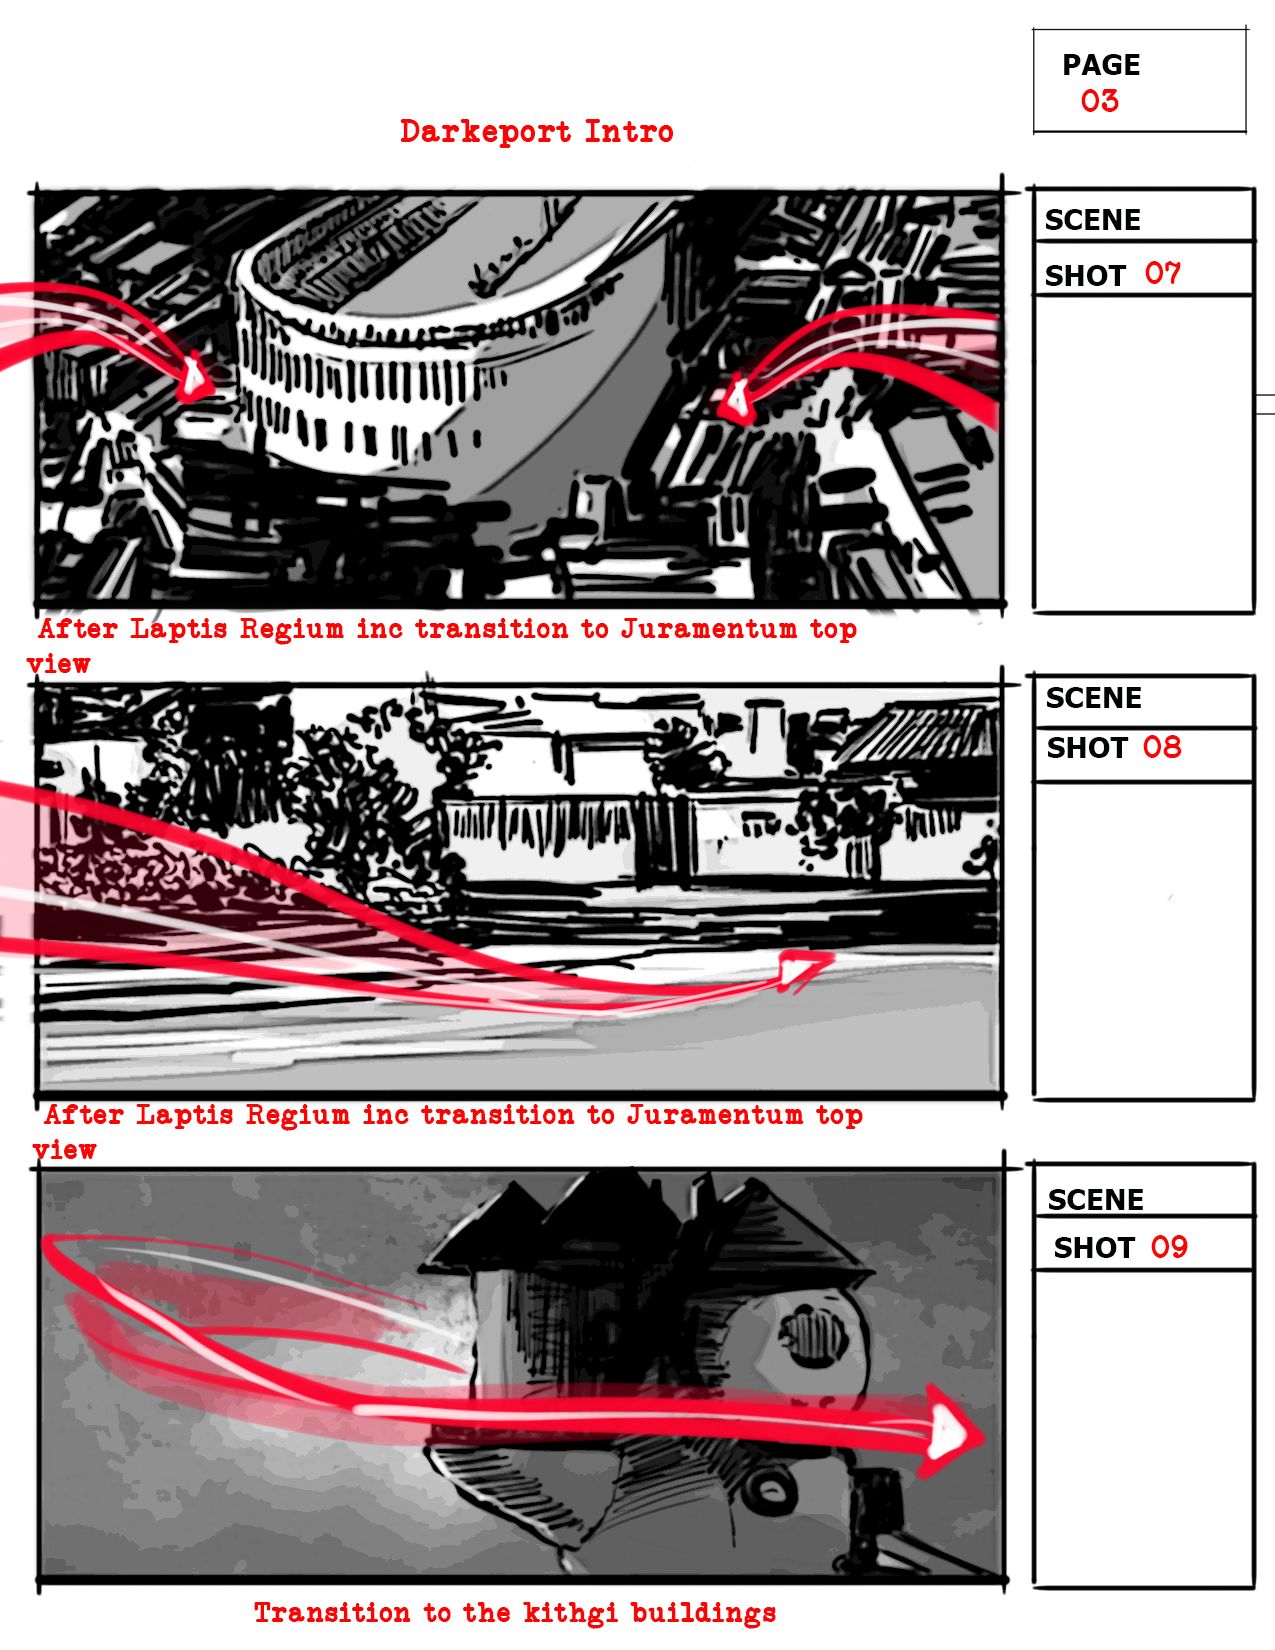 PAGE
03
Darkeport Intro
SCENE
SHOT 07
After Laptis Regium inc transition to Juramentum top
view
SCENE
SHOT 08
After Laptis Regium inc transition to Juramentum top
view
SCENE
SHOT 09
Transition to the kithgi buildings